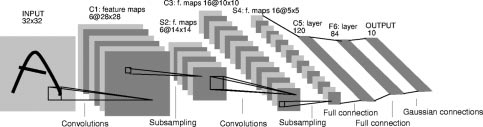 INPUT
32x32
C1: feature maps
6@28x28
S2: f. maps
6@14x14
C3: f. maps 16@10x10
S4: f. maps 16@5x5
C5: layer
120
F6: layer
84
OUTPUT
10
Convolutions
Subsampling
Convolutions
Subsampling
Full connection
Full connection
Gaussian connections